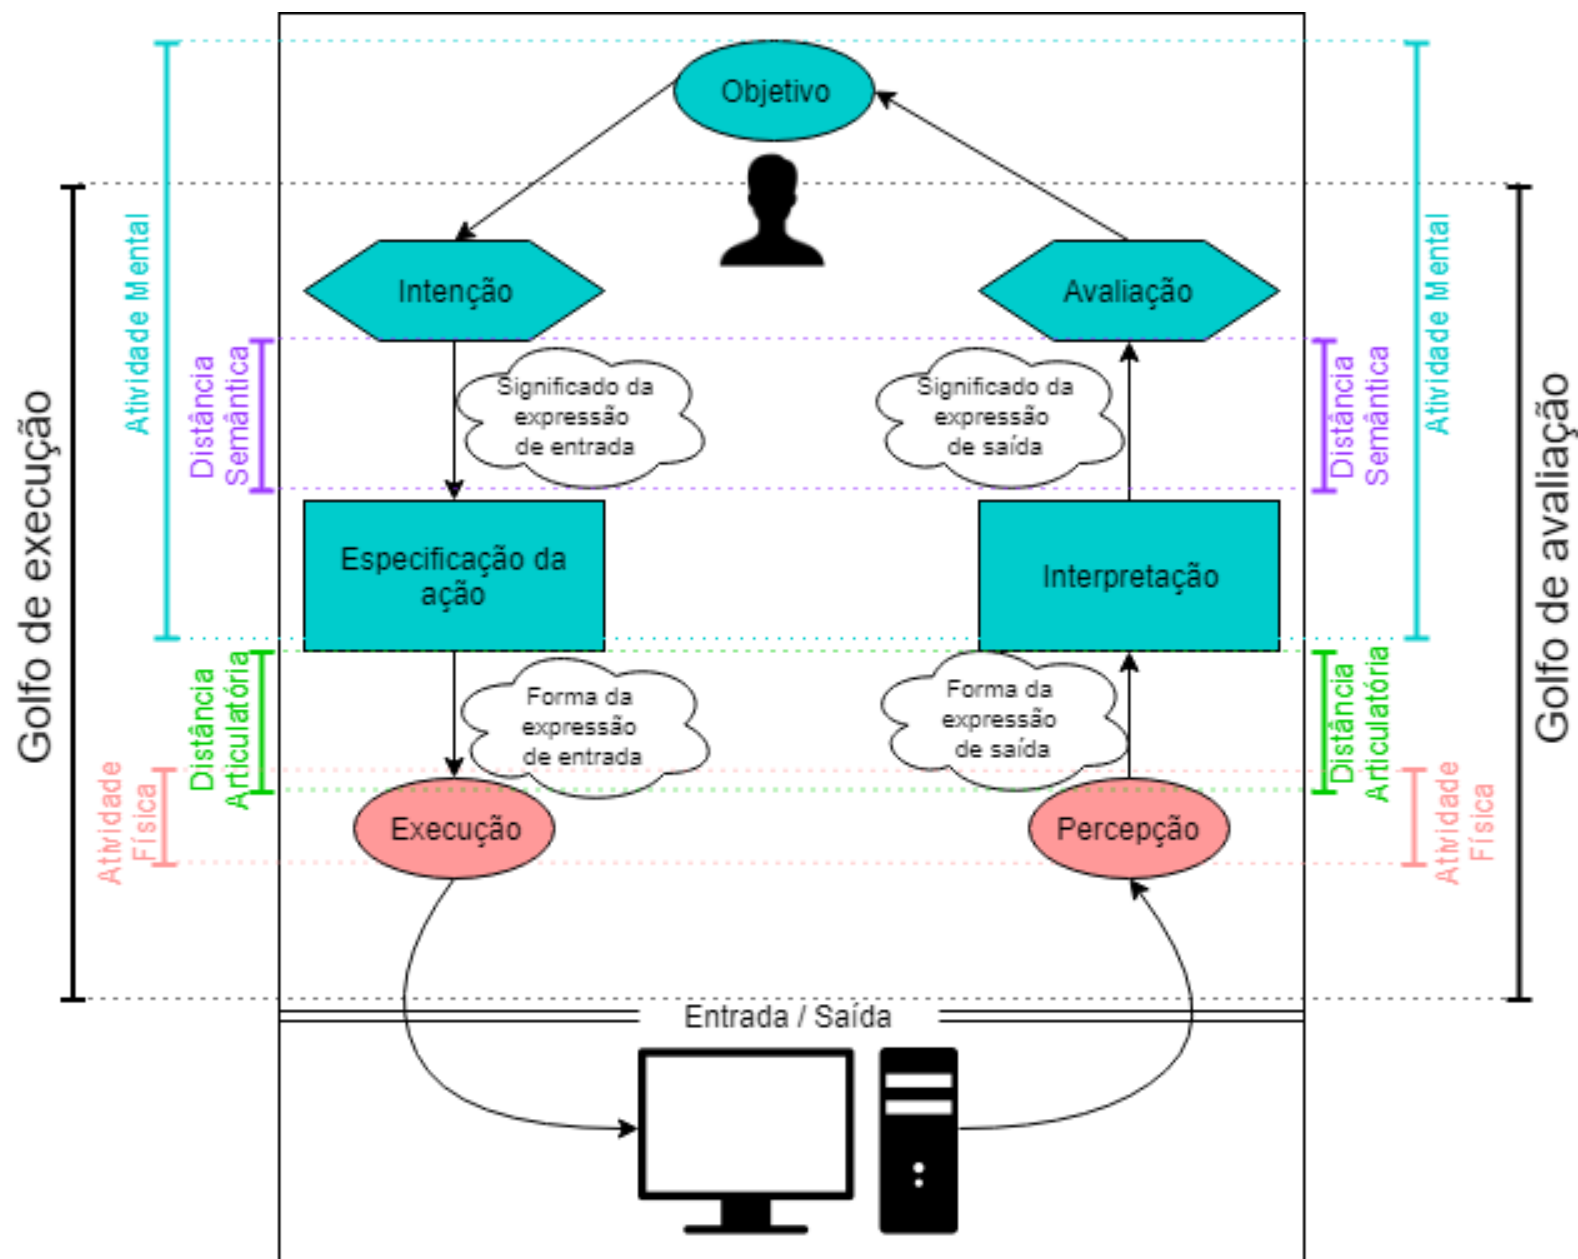 Objetivo
Intenção
Avaliação
Significado da
expressão
de entrada
Significado da
expressão
de saída
Especificação da
ação
Interpretação
Forma da
expressão
de entrada
Forma da
expressão
de saída
Execução
Percepção
Entrada / Saída
Golfo de execução
Atividade Mental
Distância
Semântica
Distância
Articulatória
Atividade
Física
Distância
Semântica
Atividade Mental
Distância
Articulatória
Atividade
Física
Golfo de avaliação